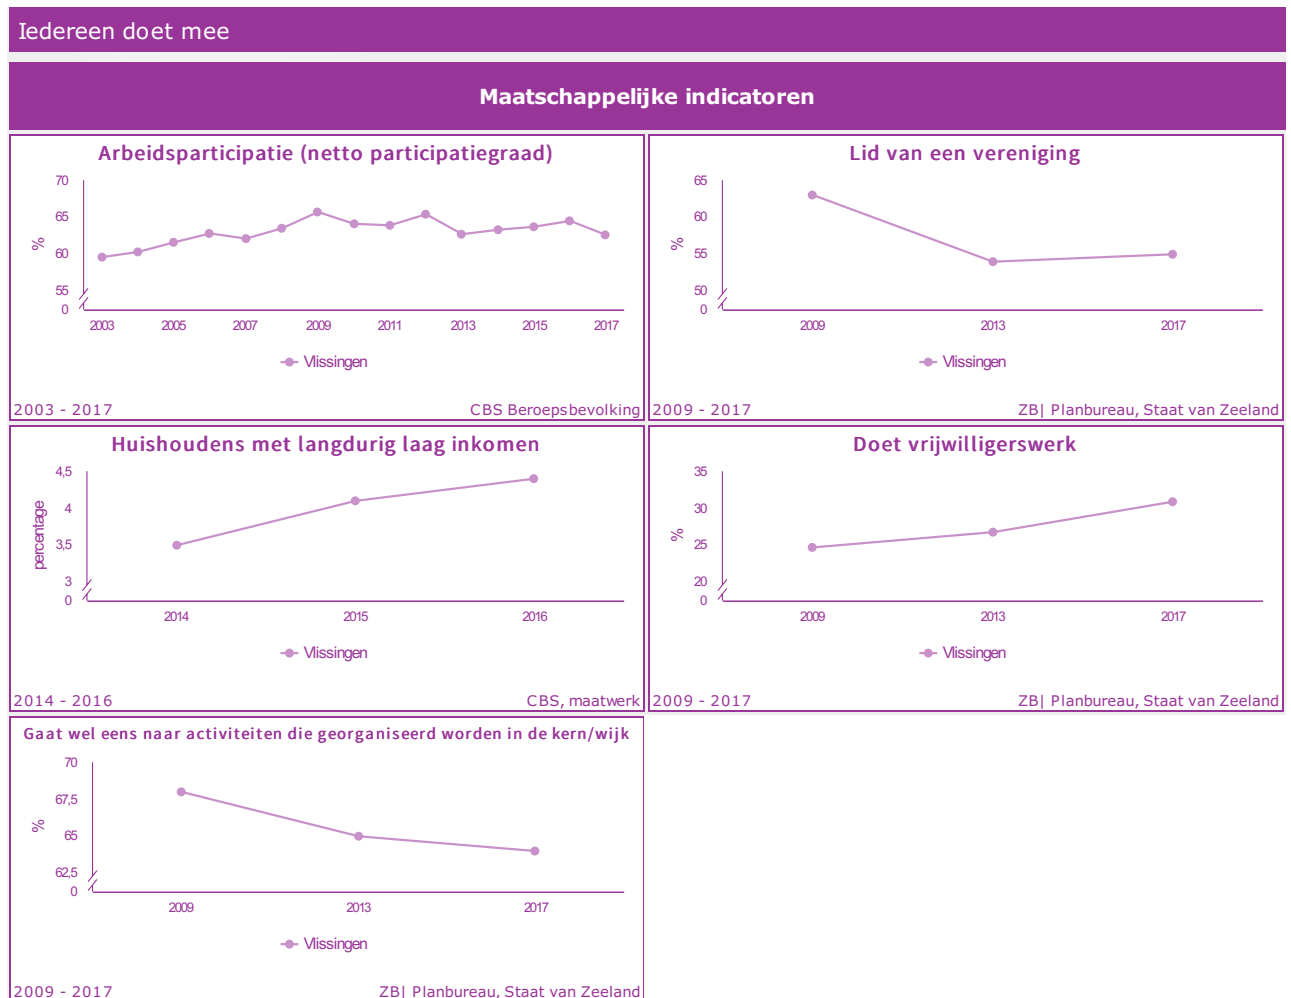 Iedereen doet mee
Maatschappelijke indicatoren
Arbeidsparticipatie (netto participatiegraad)
70
65
60
55
0
%
2003 2005 2007 2009 2011 2013 2015 2017
Vlissingen
2003 - 2017 CBS Beroepsbevolking
Lid van een vereniging
65
60
55
50
0
%
2009 2013 2017
Vlissingen
2009 - 2017 ZB| Planbureau, Staat van Zeeland
Huishoudens met langdurig laag inkomen
4,5
4
3,5
3
0
percentage
2014 2015 2016
Vlissingen
2014 - 2016 CBS, maatwerk
Doet vrijwilligerswerk
35
30
25
20
0
%
2009 2013 2017
Vlissingen
2009 - 2017 ZB| Planbureau, Staat van Zeeland
Gaat wel eens naar activiteiten die georganiseerd worden in de kern/wijk
70
67,5
65
62,5
0
%
2009 2013 2017
Vlissingen
2009 - 2017 ZB| Planbureau, Staat van Zeeland